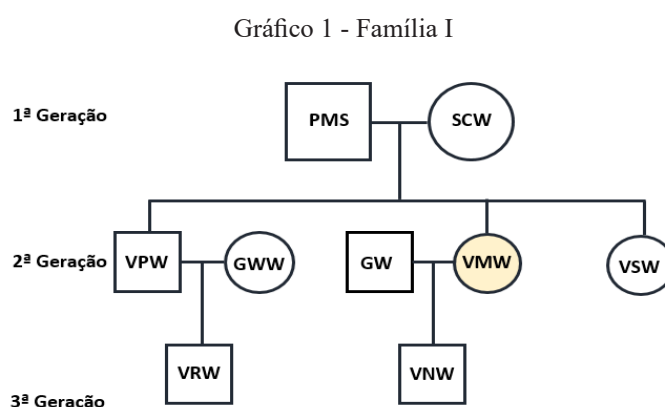 Gráfico 1 - Família I
1ª Geração
PMS
SCW
2ª Geração
VPW
GWW
GW
VMW
VSW
VRW
VNW
3ª Geração